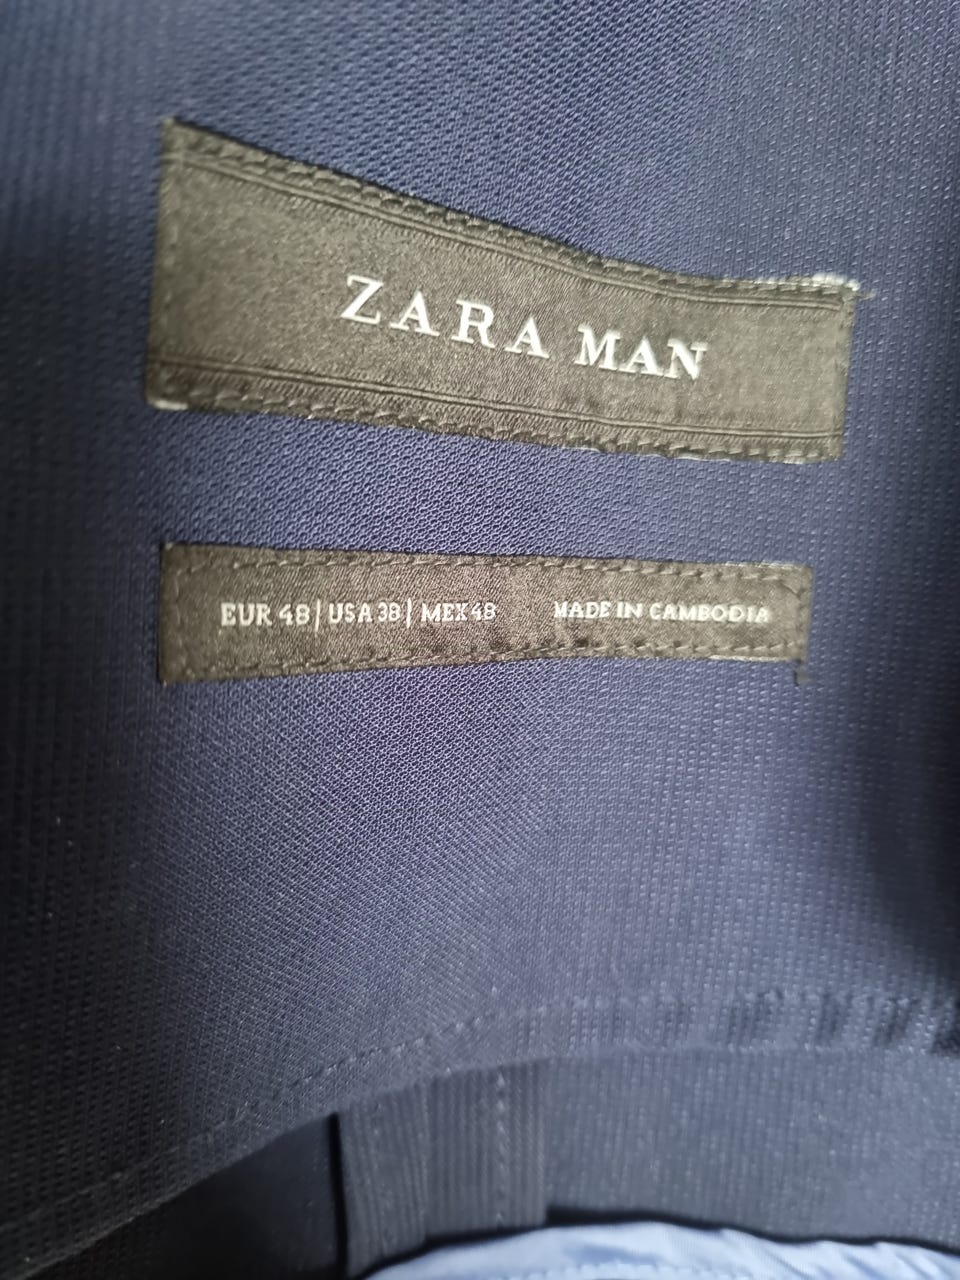 ZARA MAN
EUR 48 | USA 38 | MEX 48 MADE IN CAMBODIA